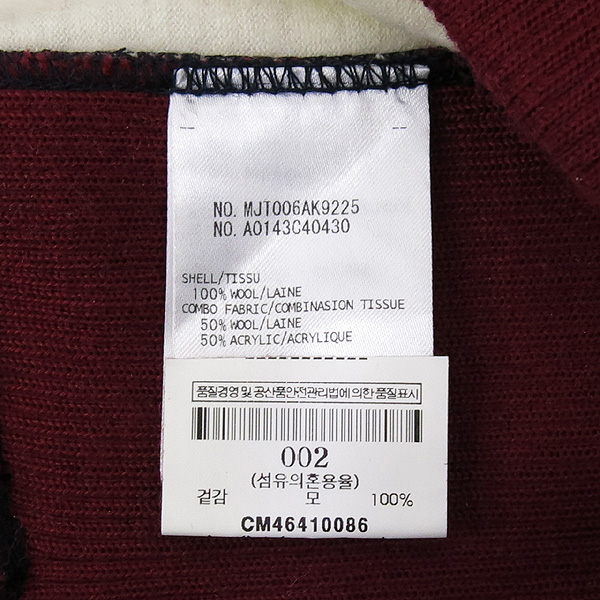 NO. MJT006AK9225
NO. A0143C40430
SHELL/TISSU
100% WOOL/LAINE
COMBO FABRIC/COMBINASION TISSUE
50% WOOL/LAINE
50% ACRYLIC/ACRYLIQUE
품질경영 및 공산품안전관리법에 의한 품질표시
002
(섬유의혼용율)
겉감 모 100%
CM46410086